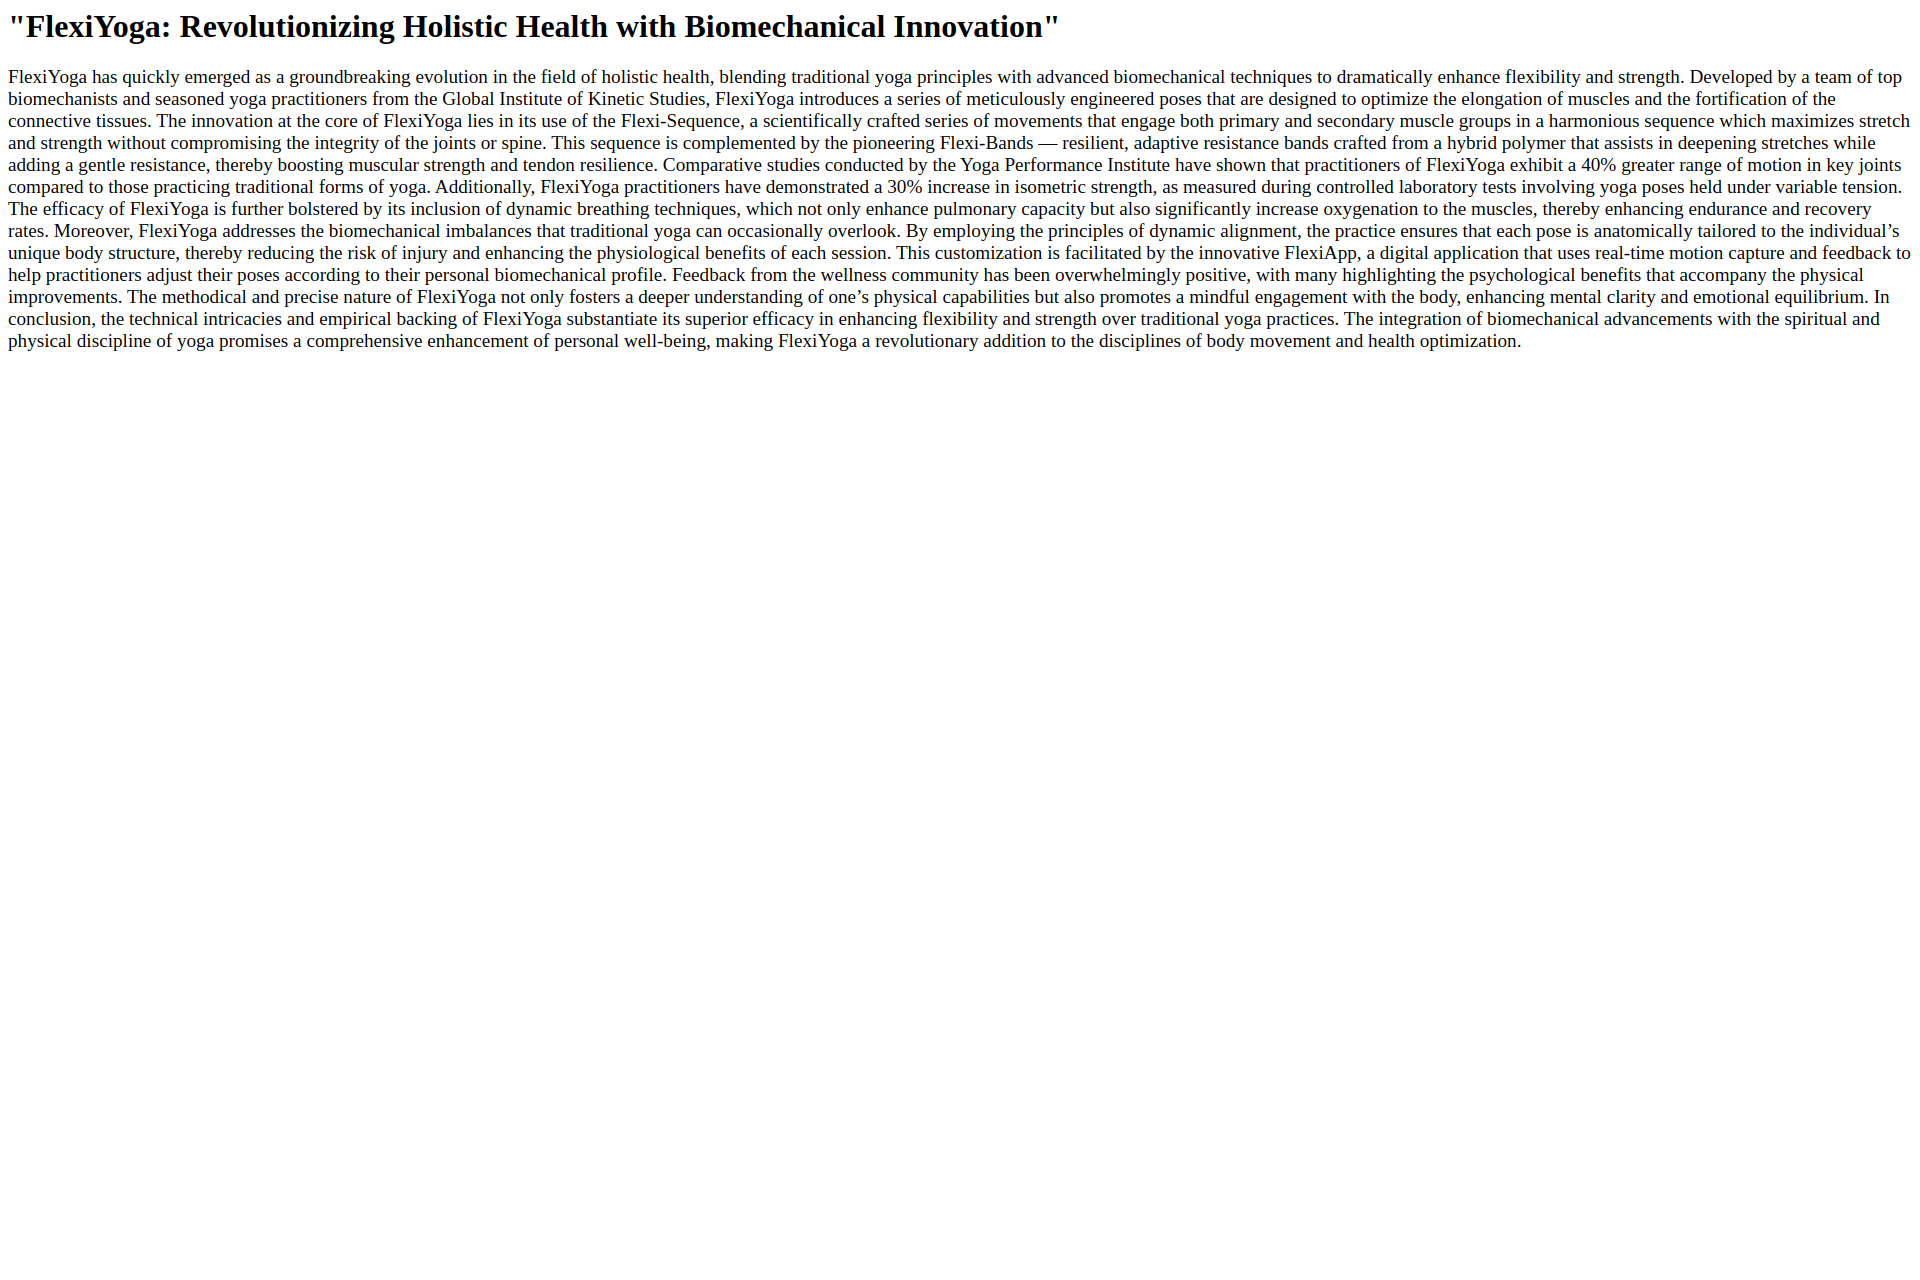 "FlexiYoga: Revolutionizing Holistic Health with Biomechanical Innovation"
FlexiYoga has quickly emerged as a groundbreaking evolution in the field of holistic health, blending traditional yoga principles with advanced biomechanical techniques to dramatically enhance flexibility and strength. Developed by a team of top
biomechanists and seasoned yoga practitioners from the Global Institute of Kinetic Studies, FlexiYoga introduces a series of meticulously engineered poses that are designed to optimize the elongation of muscles and the fortification of the
connective tissues. The innovation at the core of FlexiYoga lies in its use of the Flexi-Sequence, a scientifically crafted series of movements that engage both primary and secondary muscle groups in a harmonious sequence which maximizes stretch
and strength without compromising the integrity of the joints or spine. This sequence is complemented by the pioneering Flexi-Bands — resilient, adaptive resistance bands crafted from a hybrid polymer that assists in deepening stretches while
adding a gentle resistance, thereby boosting muscular strength and tendon resilience. Comparative studies conducted by the Yoga Performance Institute have shown that practitioners of FlexiYoga exhibit a 40% greater range of motion in key joints
compared to those practicing traditional forms of yoga. Additionally, FlexiYoga practitioners have demonstrated a 30% increase in isometric strength, as measured during controlled laboratory tests involving yoga poses held under variable tension.
The efficacy of FlexiYoga is further bolstered by its inclusion of dynamic breathing techniques, which not only enhance pulmonary capacity but also significantly increase oxygenation to the muscles, thereby enhancing endurance and recovery
rates. Moreover, FlexiYoga addresses the biomechanical imbalances that traditional yoga can occasionally overlook. By employing the principles of dynamic alignment, the practice ensures that each pose is anatomically tailored to the individual’s
unique body structure, thereby reducing the risk of injury and enhancing the physiological benefits of each session. This customization is facilitated by the innovative FlexiApp, a digital application that uses real-time motion capture and feedback to
help practitioners adjust their poses according to their personal biomechanical profile. Feedback from the wellness community has been overwhelmingly positive, with many highlighting the psychological benefits that accompany the physical
improvements. The methodical and precise nature of FlexiYoga not only fosters a deeper understanding of one’s physical capabilities but also promotes a mindful engagement with the body, enhancing mental clarity and emotional equilibrium. In
conclusion, the technical intricacies and empirical backing of FlexiYoga substantiate its superior efficacy in enhancing flexibility and strength over traditional yoga practices. The integration of biomechanical advancements with the spiritual and
physical discipline of yoga promises a comprehensive enhancement of personal well-being, making FlexiYoga a revolutionary addition to the disciplines of body movement and health optimization.